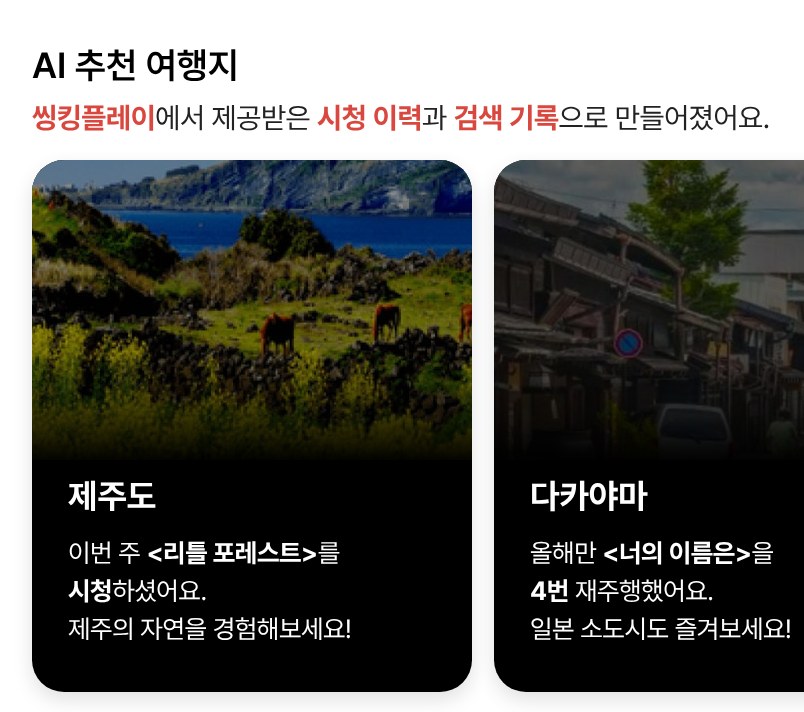 AI 추천 여행지
씽킹플레이에서 제공받은 시청 이력과 검색 기록으로 만들어졌어요.
제주도
이번 주 <리틀 포레스트>를
시청하셨어요.
제주의 자연을 경험해보세요!
다카야마
올해만 <너의 이름은>을
4번 재주행했어요.
일본 소도시도 즐겨보세요!